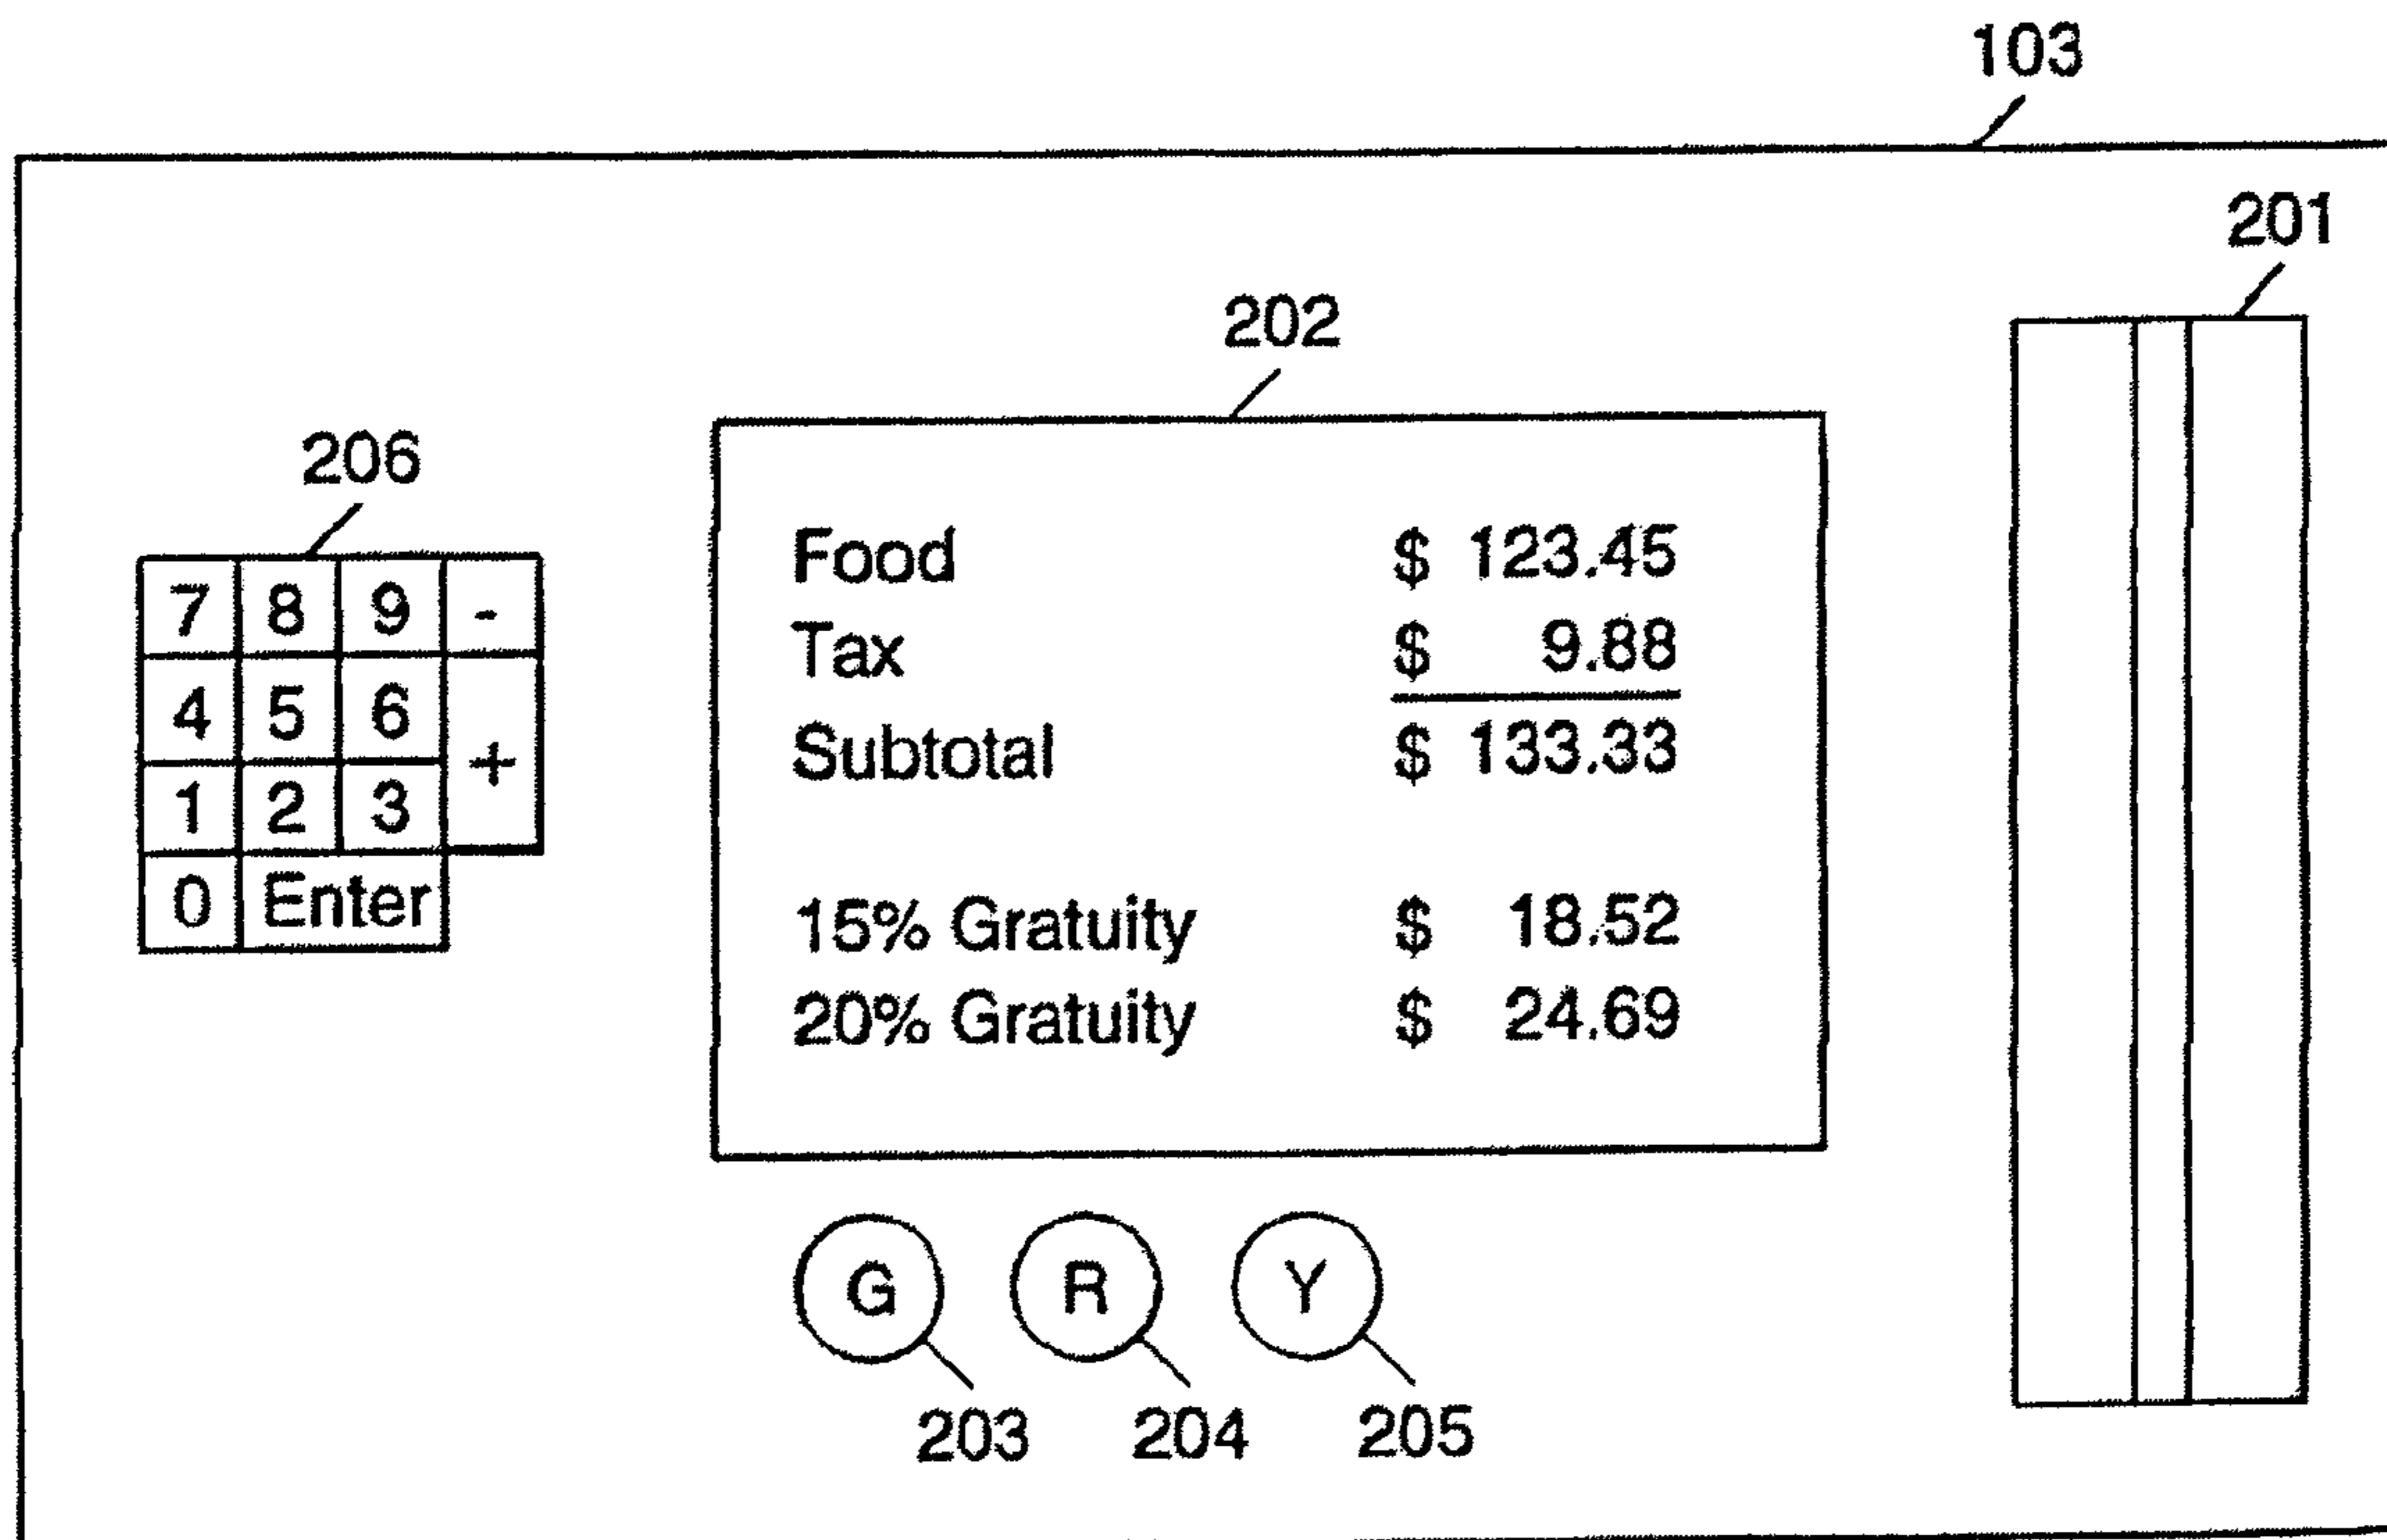 103
201
202
206
7 8 9 -
4 5 6 +
1 2 3
0 Enter
Food $ 123.45
Tax $ 9.88
Subtotal $ 133.33
15% Gratuity $ 18.52
20% Gratuity $ 24.69
G R Y
203 204 205